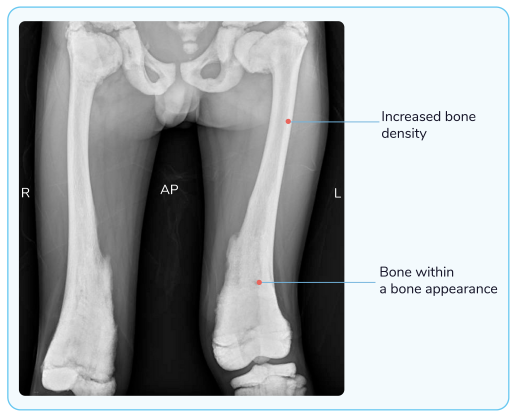 Increased bone
density
R
AP
L
Bone within
a bone appearance